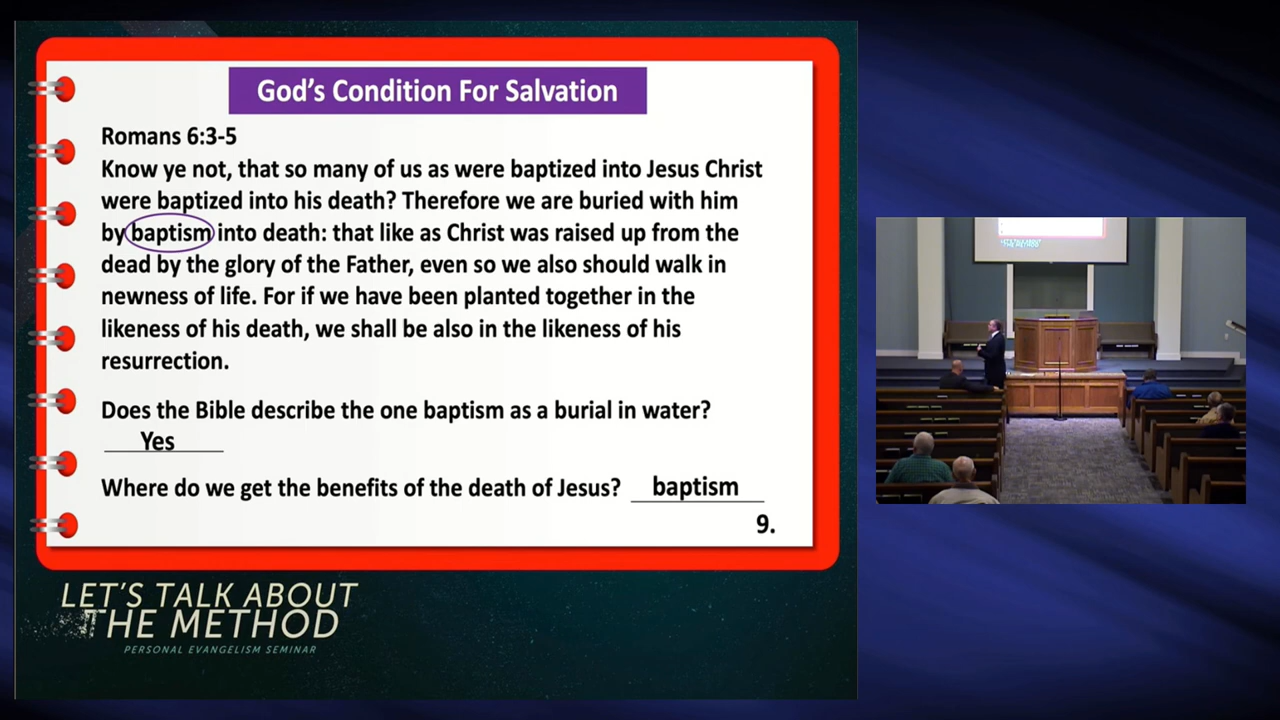 God's Condition For Salvation
Romans 6:3-5
Know ye not, that so many of us as were baptized into Jesus Christ
were baptized into his death? Therefore we are buried with him
by baptism into death: that like as Christ was raised up from the
dead by the glory of the Father, even so we also should walk in
newness of life. For if we have been planted together in the
likeness of his death, we shall be also in the likeness of his
resurrection.
Does the Bible describe the one baptism as a burial in water?
Yes
Where do we get the benefits of the death of Jesus? baptism
9.
LET'S TALK ABOUT
THE METHOD
PERSONAL EVANGELISM SEMINAR